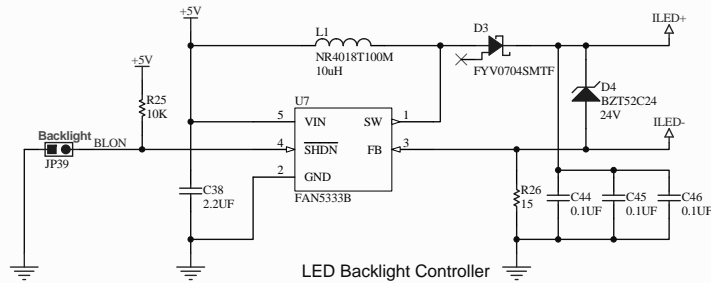 +5V
D3
ILED+
L1
NR4018T100M
10uH
FYV0704SMTF
+5V
R25
10K
U7
D4
BZT52C24
24V
5
VIN
SW
1
ILED-
Backlight
BLON
4
SHDN
FB
3
JP39
2
GND
C38
2.2UF
FAN5333B
R26
15
C44
0.1UF
C45
0.1UF
C46
0.1UF
LED Backlight Controller